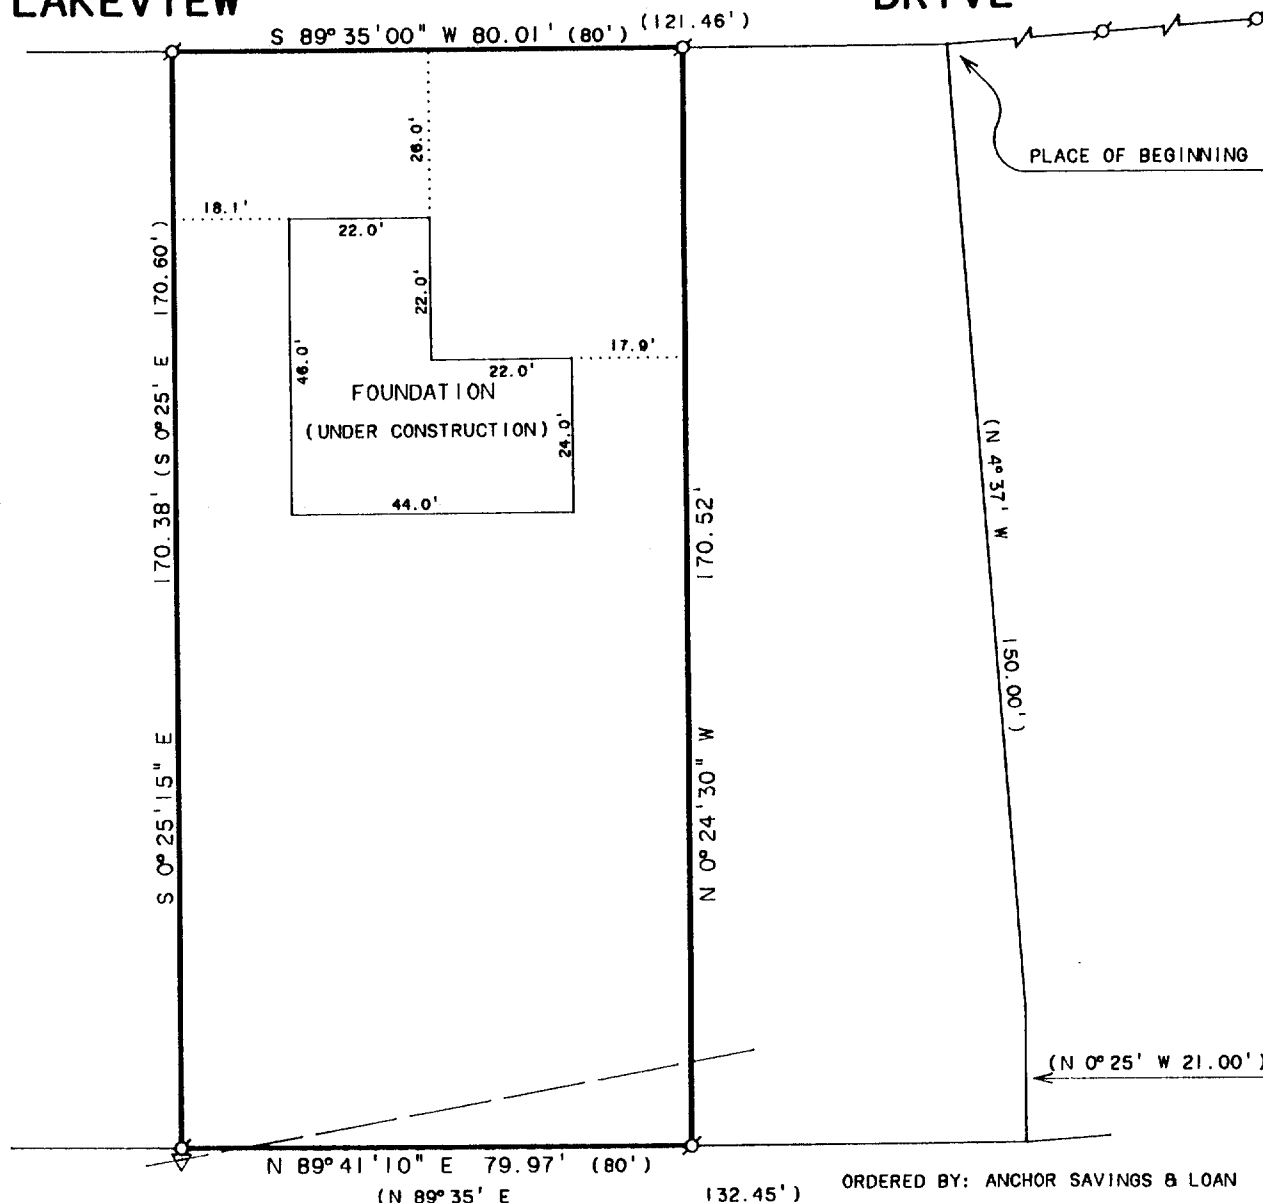 LAKEVIEW DRIVE
S 89° 35'00" W 80.01' (80') (121.46')
26.0'
PLACE OF BEGINNING
18.1'
22.0'
22.0'
17.9'
22.0'
46.0'
FOUNDATION
(UNDER CONSTRUCTION)
24.0'
44.0'
S 0° 25'15" E 170.38' (S 0° 25' E 170.60')
N 0° 24'30" W 170.52'
(N 4° 37' W 150.00')
(N 0° 25' W 21.00')
N 89° 41'10" E 79.97' (80')
(N 89° 35' E 132.45')
ORDERED BY: ANCHOR SAVINGS & LOAN